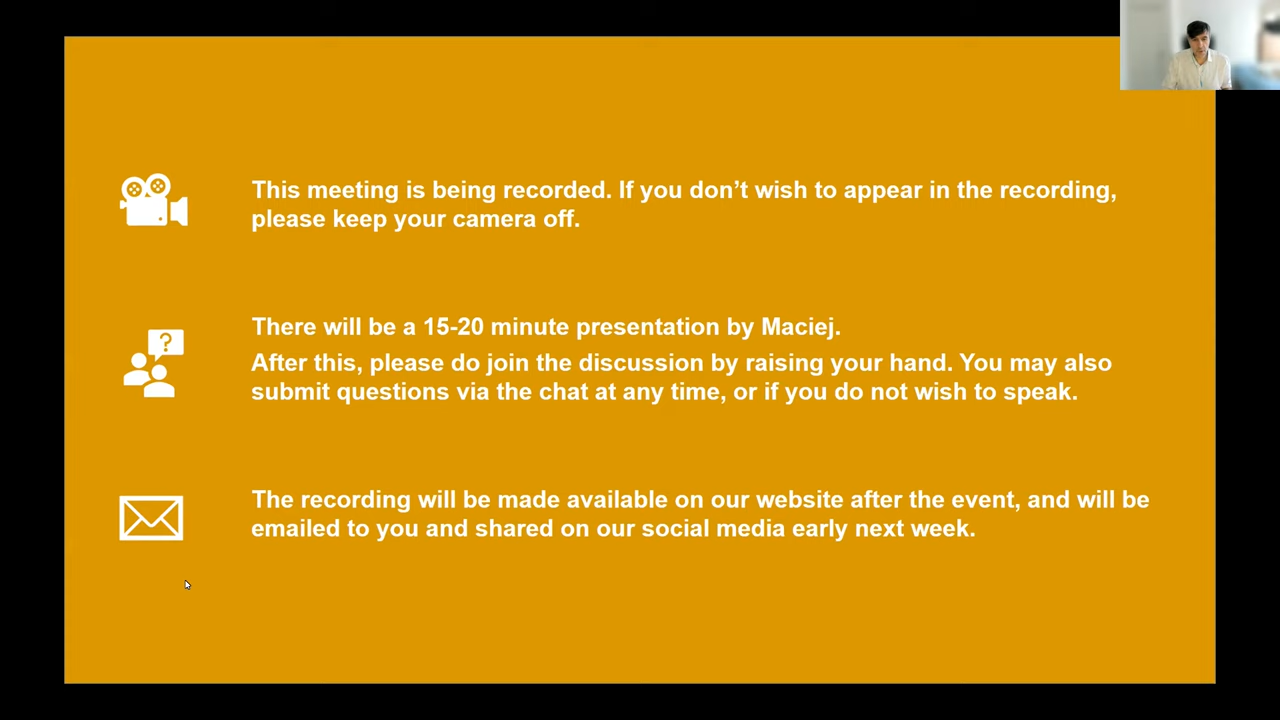 This meeting is being recorded. If you don’t wish to appear in the recording,
please keep your camera off.
?
There will be a 15-20 minute presentation by Maciej.
After this, please do join the discussion by raising your hand. You may also
submit questions via the chat at any time, or if you do not wish to speak.
The recording will be made available on our website after the event, and will be
emailed to you and shared on our social media early next week.